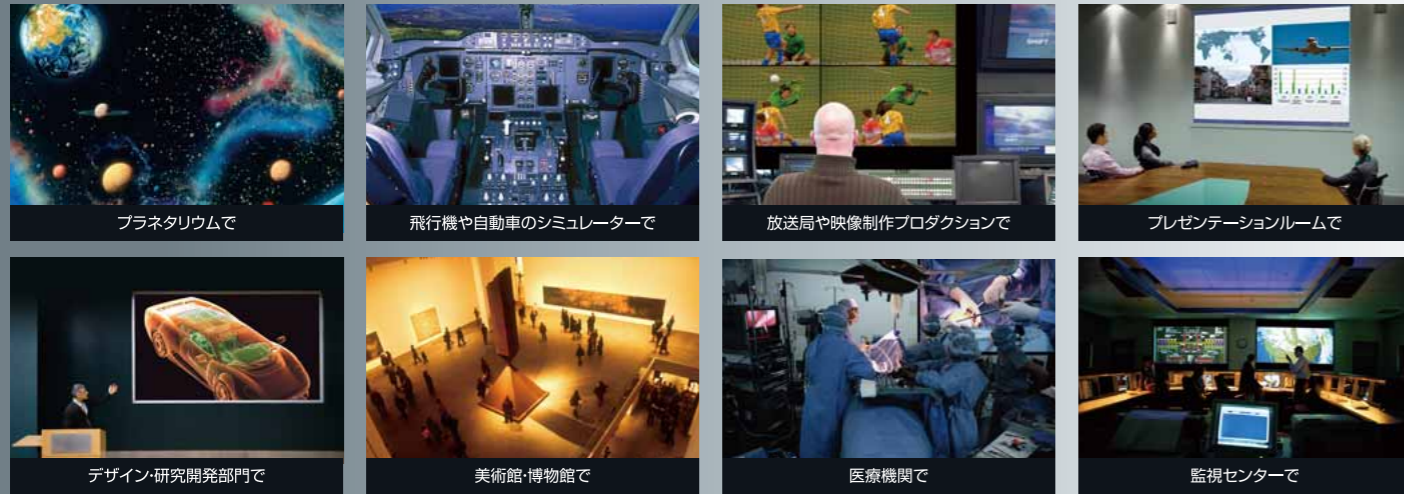 プラネタリウムで
飛行機や自動車のシミュレーターで
放送局や映像制作プロダクションで
プレゼンテーションルームで
デザイン・研究開発部門で
美術館・博物館で
医療機関で
監視センターで